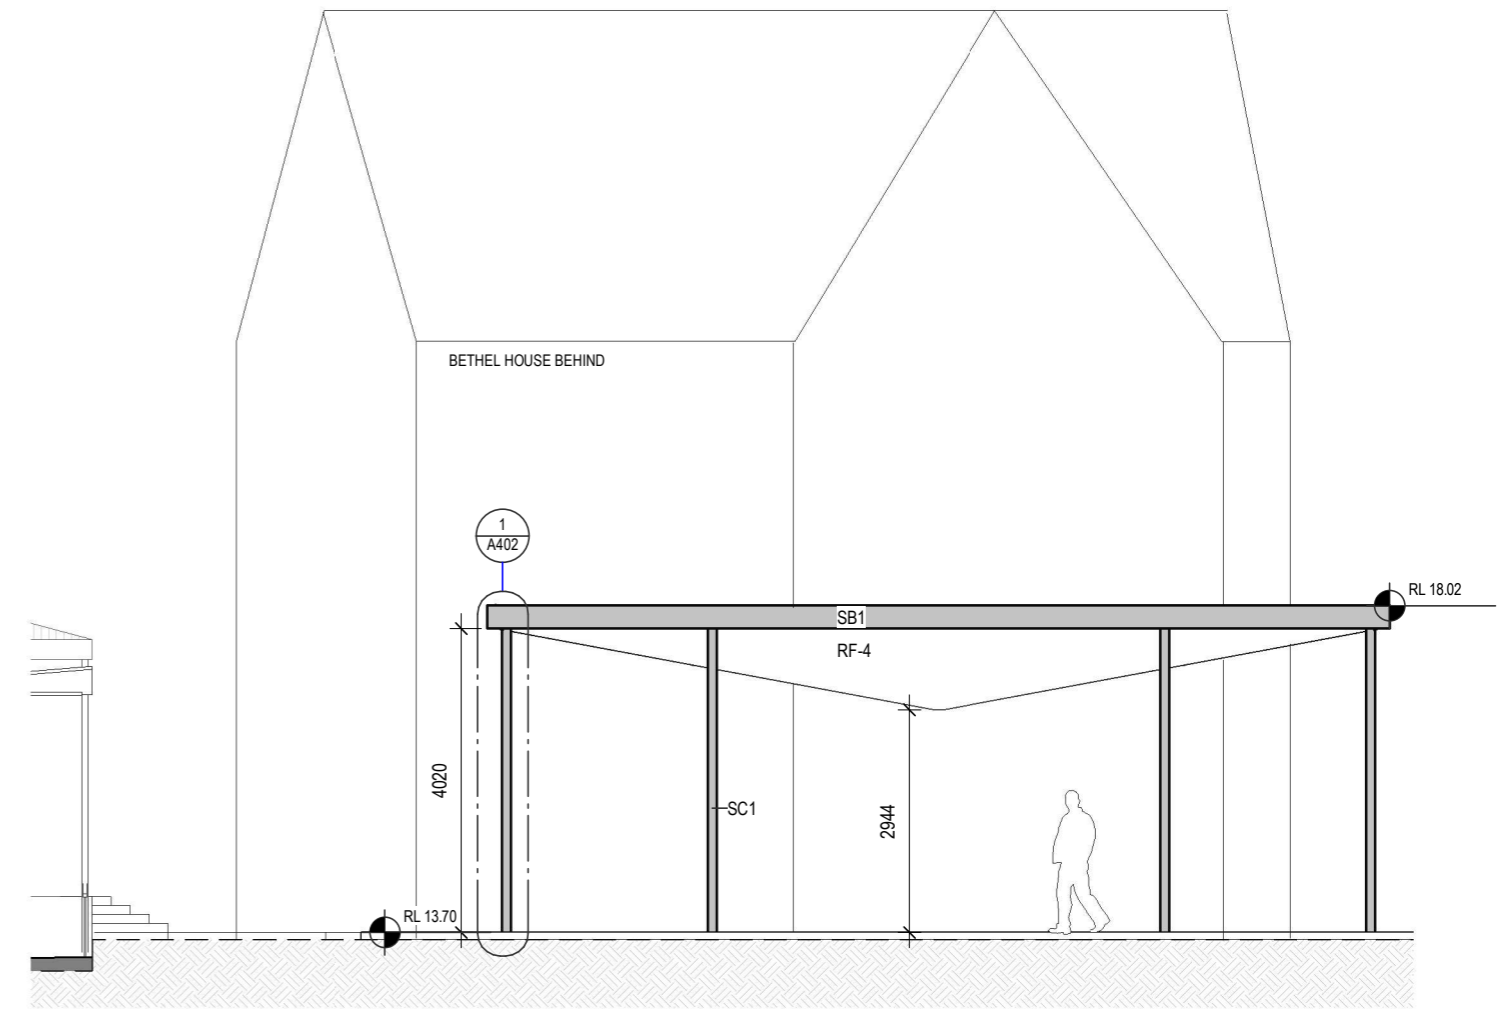 BETHEL HOUSE BEHIND
1
A402
RL 18.02
SB1
RF-4
4020
SC1
2944
RL 13.70